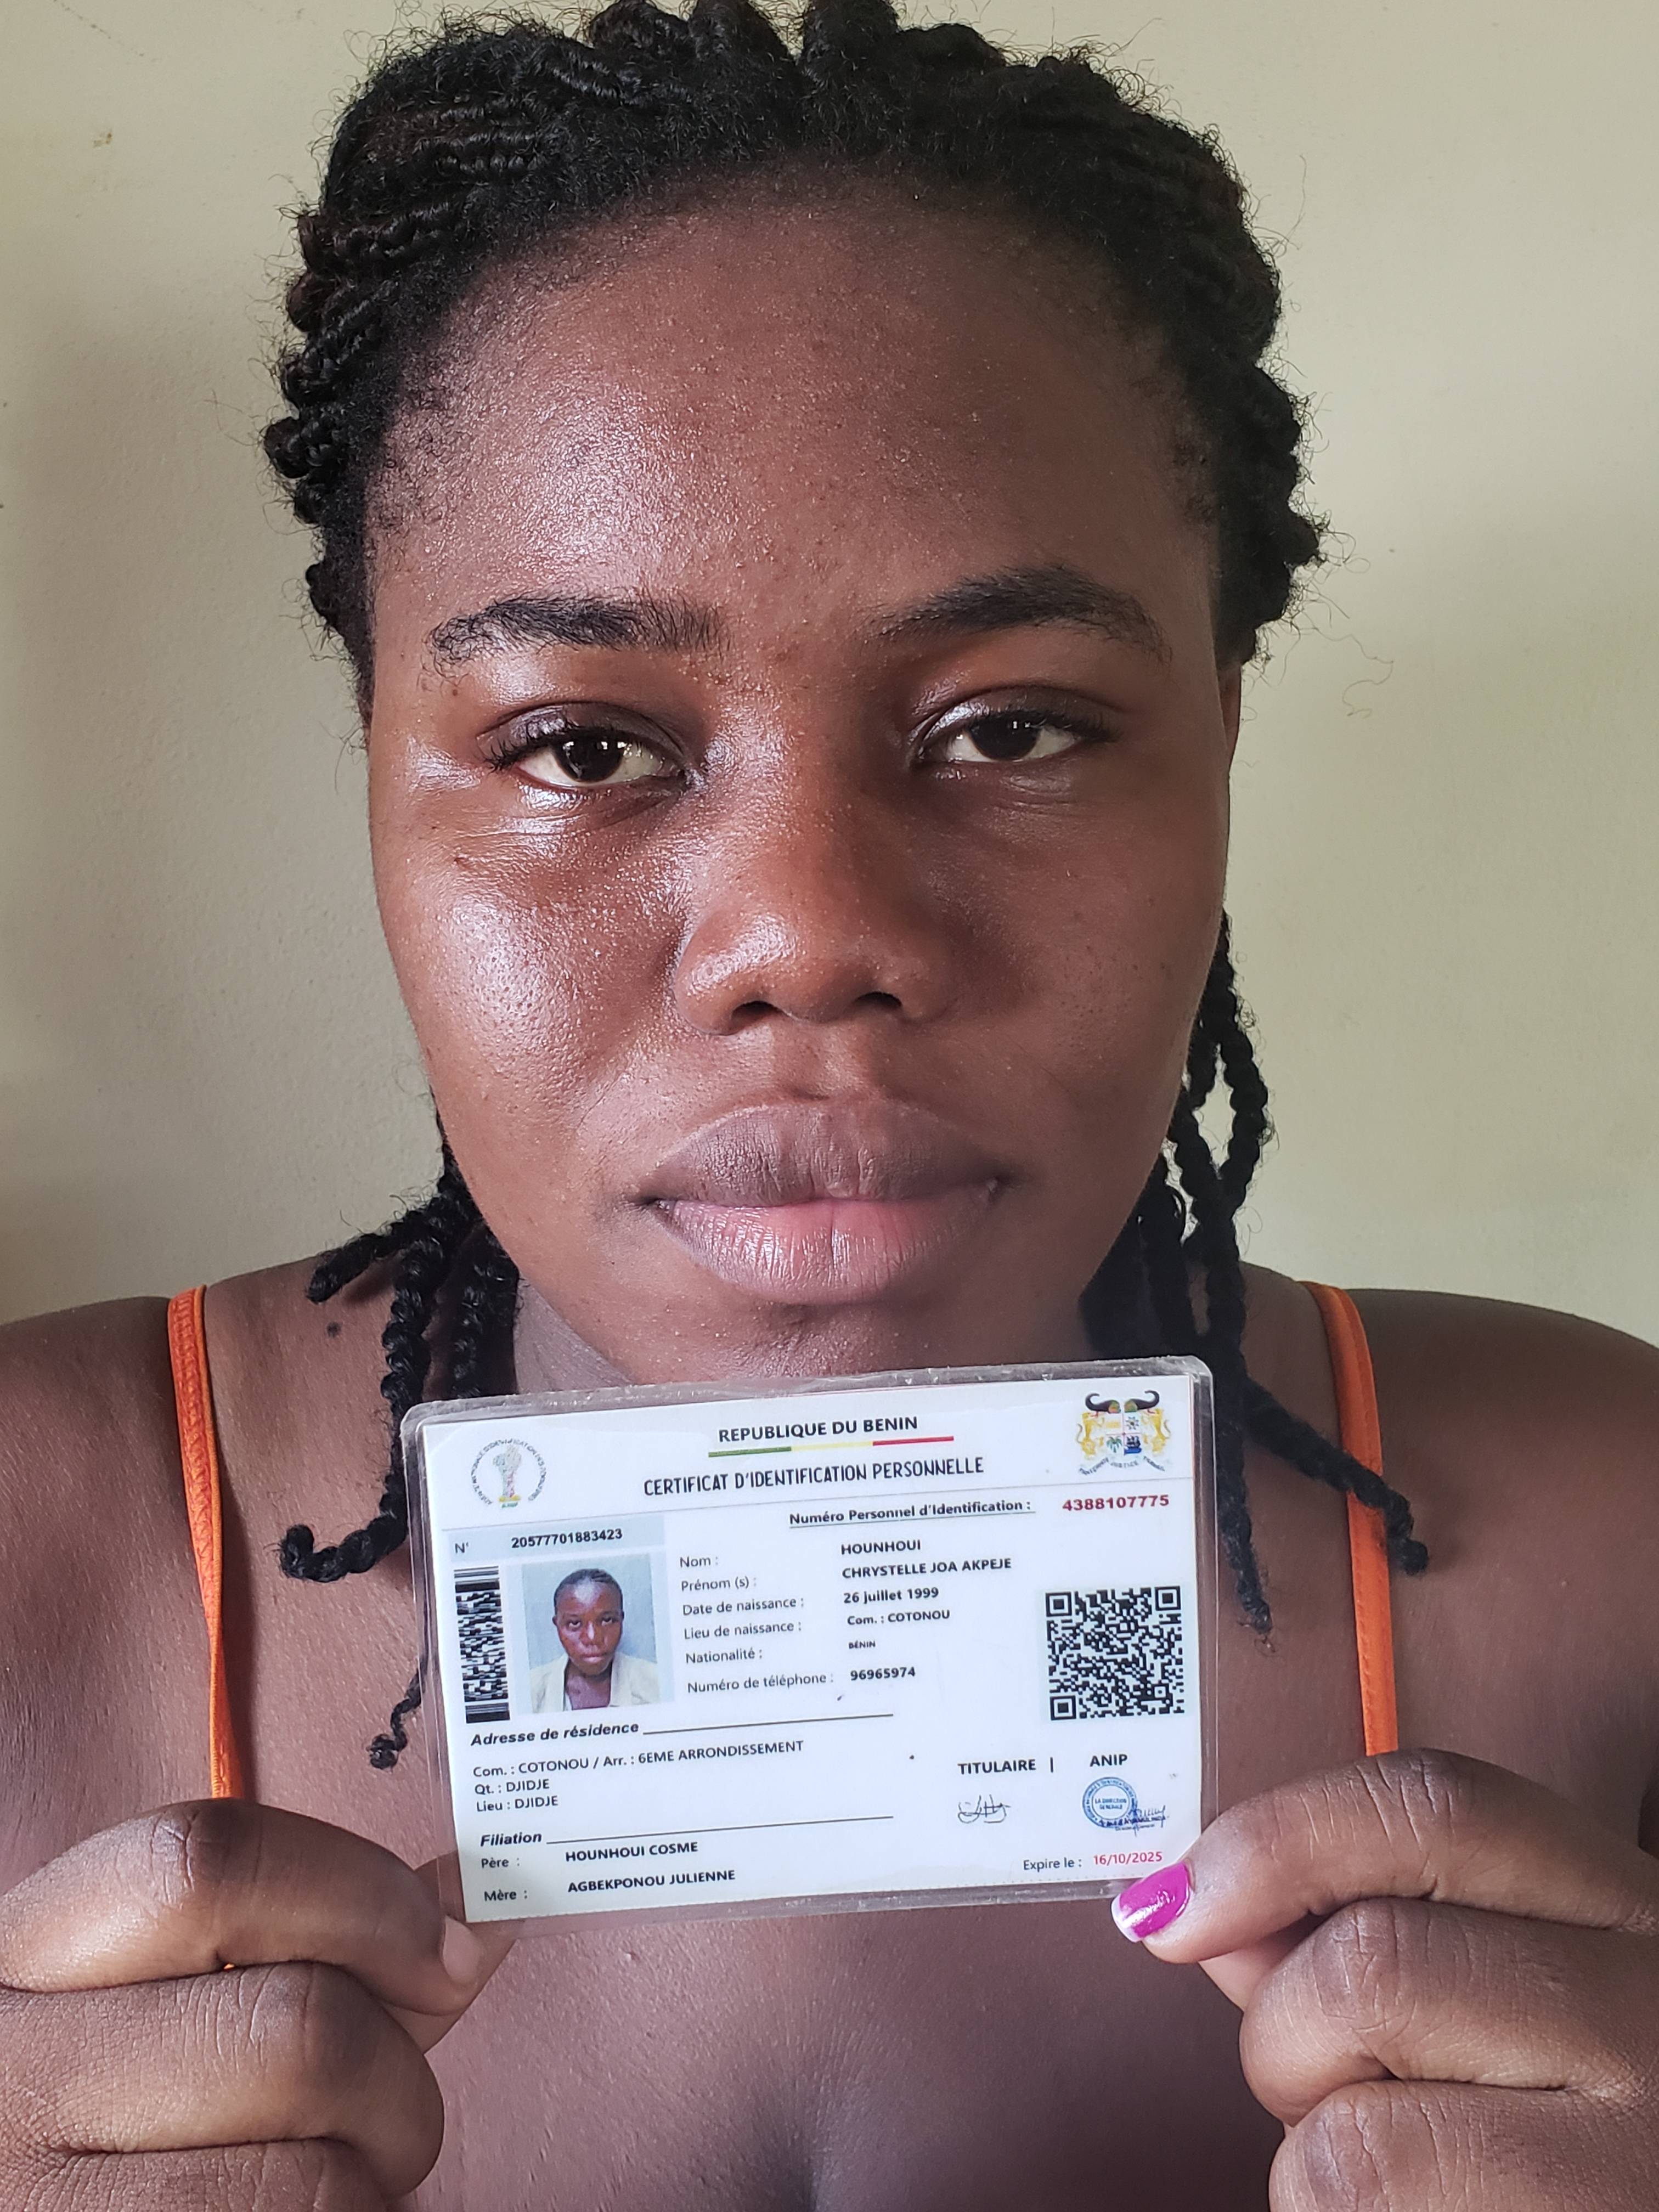 REPUBLIQUE DU BENIN
CERTIFICAT D'IDENTIFICATION PERSONNELLE
Numéro Personnel d'Identification : 4388107775
N° 20577701883423
Nom : HOUNHOUI
Prénom (s) : CHRYSTELLE JOA AKPEJE
Date de naissance : 26 juillet 1999
Lieu de naissance : Com. : COTONOU
Nationalité : BÉNIN
Numéro de téléphone : 96965974
Adresse de résidence
Com. : COTONOU / Arr. : 6EME ARRONDISSEMENT
Qt. : DJIDJE
Lieu : DJIDJE
TITULAIRE | ANIP
LA DIRECTION
GENERALE
Filiation
Père : HOUNHOUI COSME
Mère : AGBEKPONOU JULIENNE
Expire le : 16/10/2025